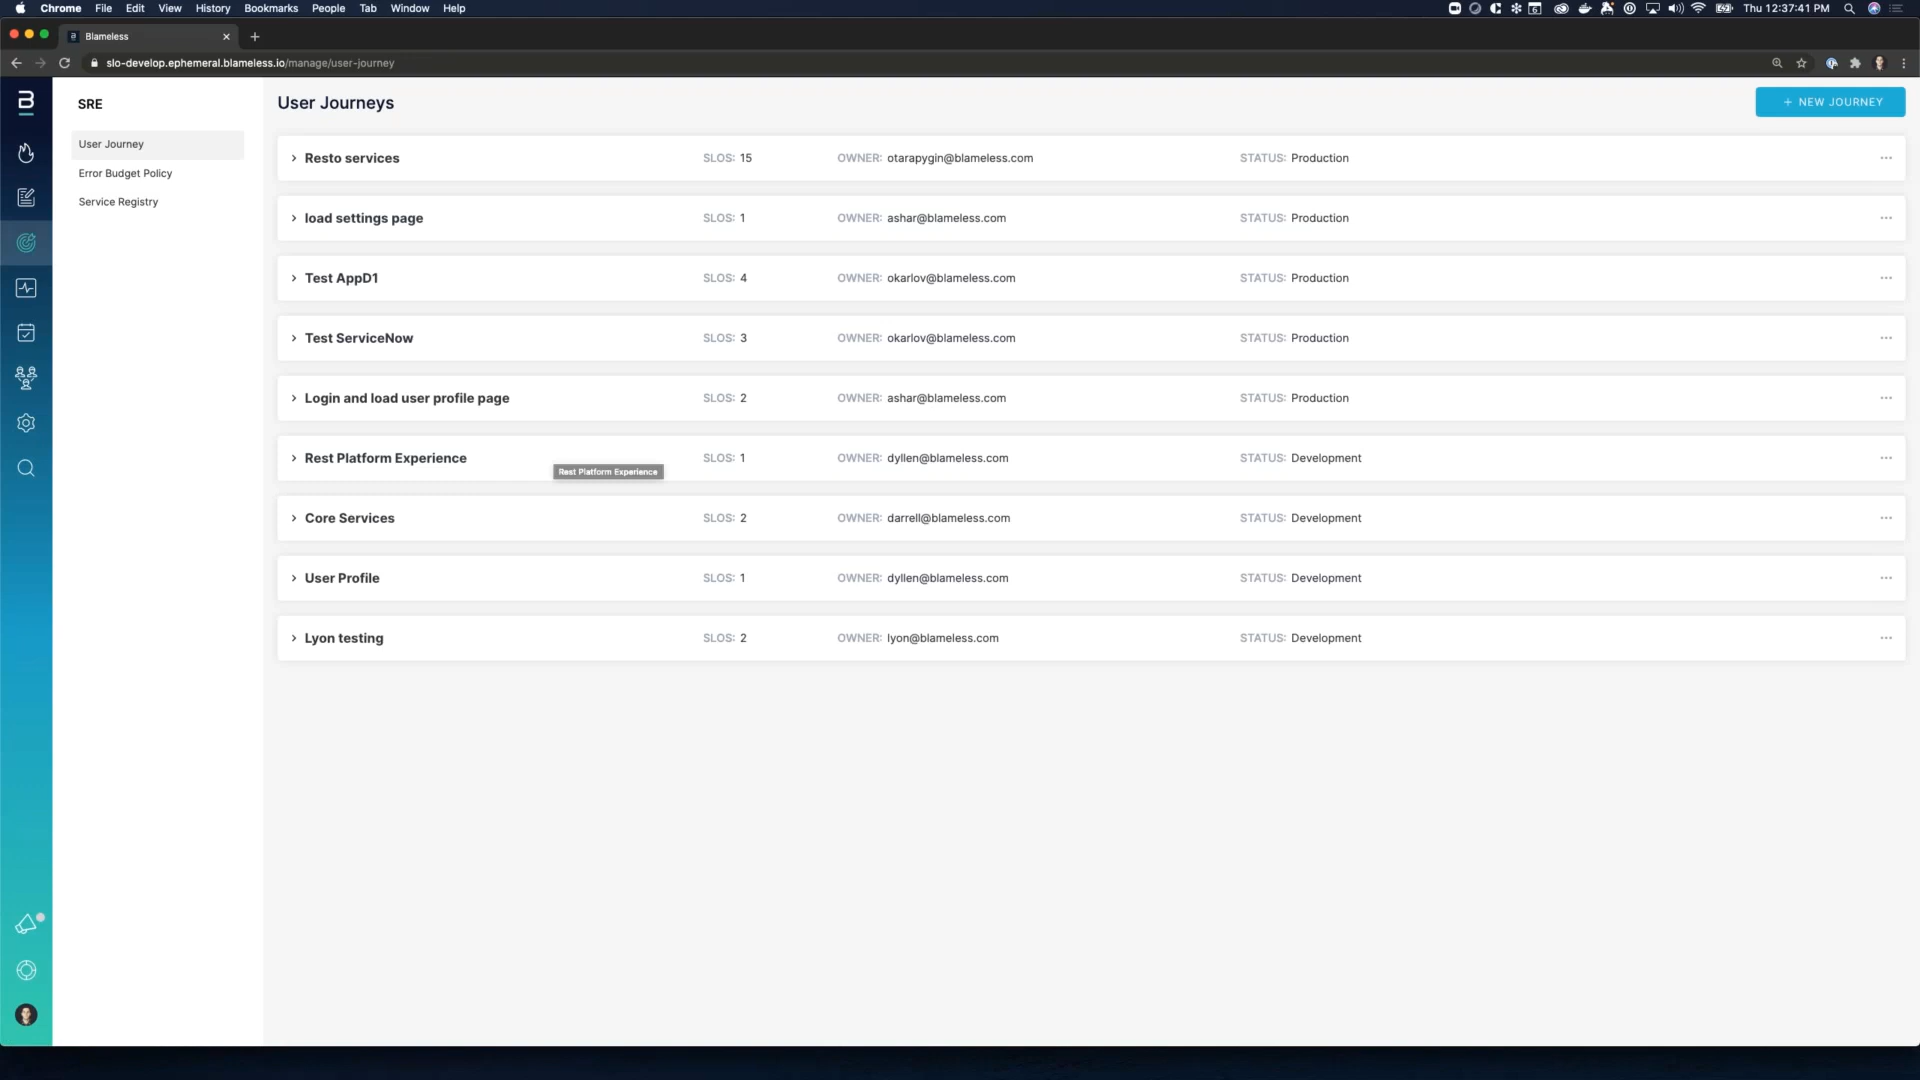 Chrome File Edit View History Bookmarks People Tab Window Help
6
Thu 12:37:41 PM
Blameless
slo-develop.ephemeral.blameless.io/manage/user-journey
B
SRE
User Journey
Error Budget Policy
Service Registry
User Journeys
+ NEW JOURNEY
Resto services SLOS: 15 OWNER: otarapygin@blameless.com STATUS: Production
load settings page SLOS: 1 OWNER: ashar@blameless.com STATUS: Production
Test AppD1 SLOS: 4 OWNER: okarlov@blameless.com STATUS: Production
Test ServiceNow SLOS: 3 OWNER: okarlov@blameless.com STATUS: Production
Login and load user profile page SLOS: 2 OWNER: ashar@blameless.com STATUS: Production
Rest Platform Experience SLOS: 1 OWNER: dyllen@blameless.com STATUS: Development
Rest Platform Experience
Core Services SLOS: 2 OWNER: darrell@blameless.com STATUS: Development
User Profile SLOS: 1 OWNER: dyllen@blameless.com STATUS: Development
Lyon testing SLOS: 2 OWNER: lyon@blameless.com STATUS: Development